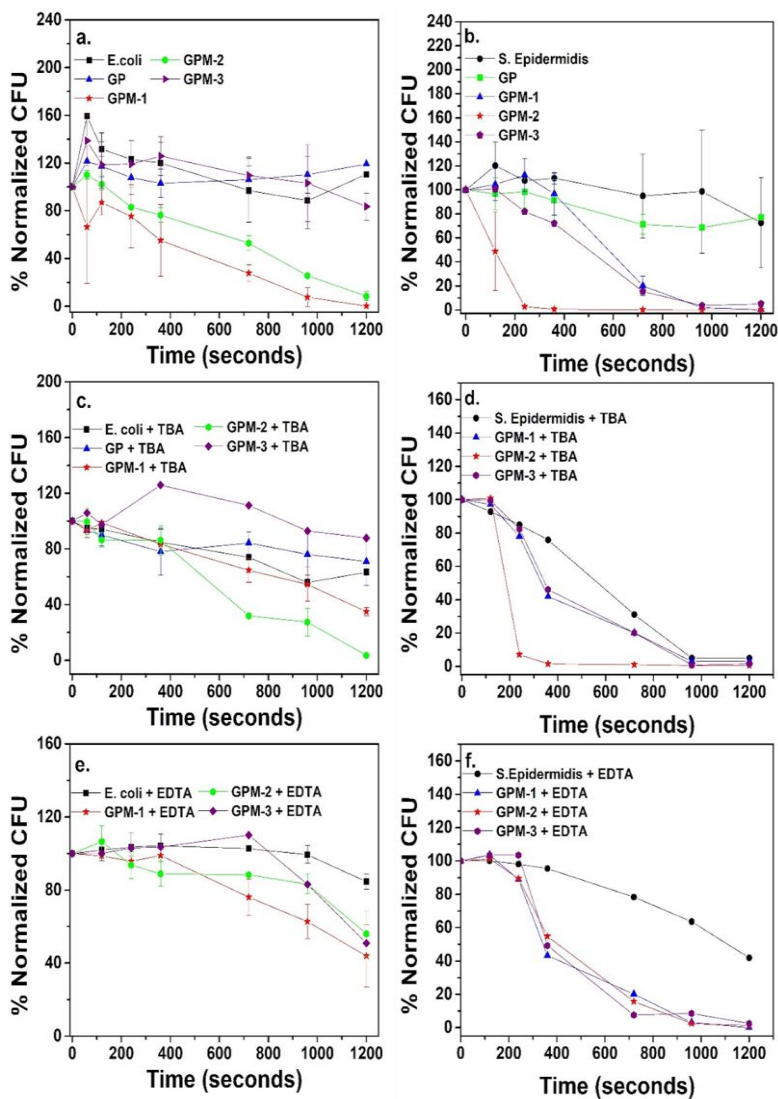 a.
E.coli
GPM-2
GP
GPM-3
GPM-1
240
200
160
120
80
40
0
% Normalized CFU
0 200 400 600 800 1000 1200
Time (seconds)
b.
S. Epidermidis
GP
GPM-1
GPM-2
GPM-3
240
220
200
180
160
140
120
100
80
60
40
20
0
% Normalized CFU
0 200 400 600 800 1000 1200
Time (seconds)
c.
E. coli + TBA
GPM-2 + TBA
GP + TBA
GPM-3 + TBA
GPM-1 + TBA
200
160
120
80
40
0
% Normalized CFU
0 200 400 600 800 1000 1200
Time (seconds)
d.
S. Epidermidis + TBA
GPM-1 + TBA
GPM-2 + TBA
GPM-3 + TBA
160
140
120
100
80
60
40
20
0
% Normalized CFU
0 200 400 600 800 1000 1200
Time (seconds)
e.
E. coli + EDTA
GPM-2 + EDTA
GPM-1 + EDTA
GPM-3 + EDTA
160
120
80
40
0
% Normalized CFU
0 200 400 600 800 1000 1200
Time (seconds)
f.
S.Epidermidis + EDTA
GPM-1 + EDTA
GPM-2 + EDTA
GPM-3 + EDTA
160
140
120
100
80
60
40
20
0
% Normalized CFU
0 200 400 600 800 1000 1200
Time (seconds)